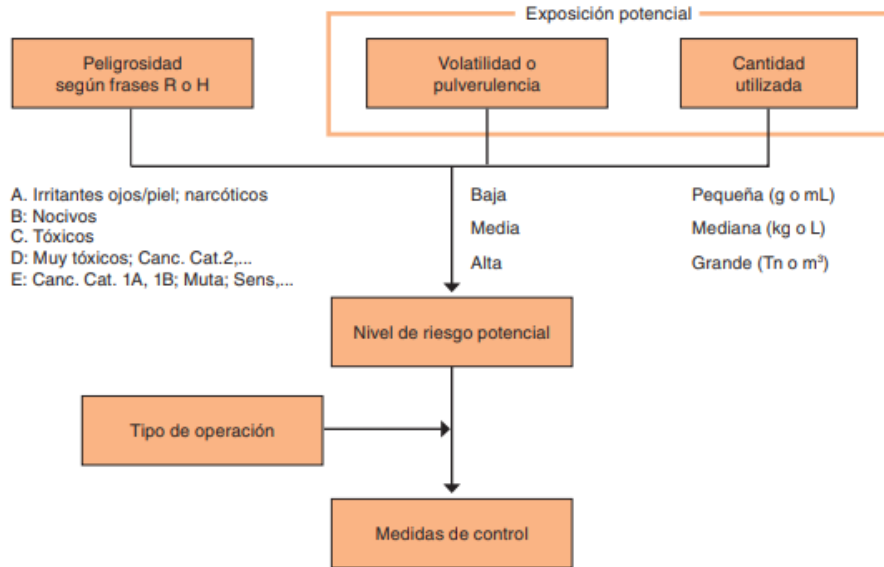 Exposición potencial
Peligrosidad
según frases R o H
Volatilidad o
pulverulencia
Cantidad
utilizada
A. Irritantes ojos/piel; narcóticos
B: Nocivos
C. Tóxicos
D: Muy tóxicos; Canc. Cat.2,...
E: Canc. Cat. 1A, 1B; Muta; Sens,...
Baja
Media
Alta
Pequeña (g o mL)
Mediana (kg o L)
Grande (Tn o m³)
Nivel de riesgo potencial
Tipo de operación
Medidas de control